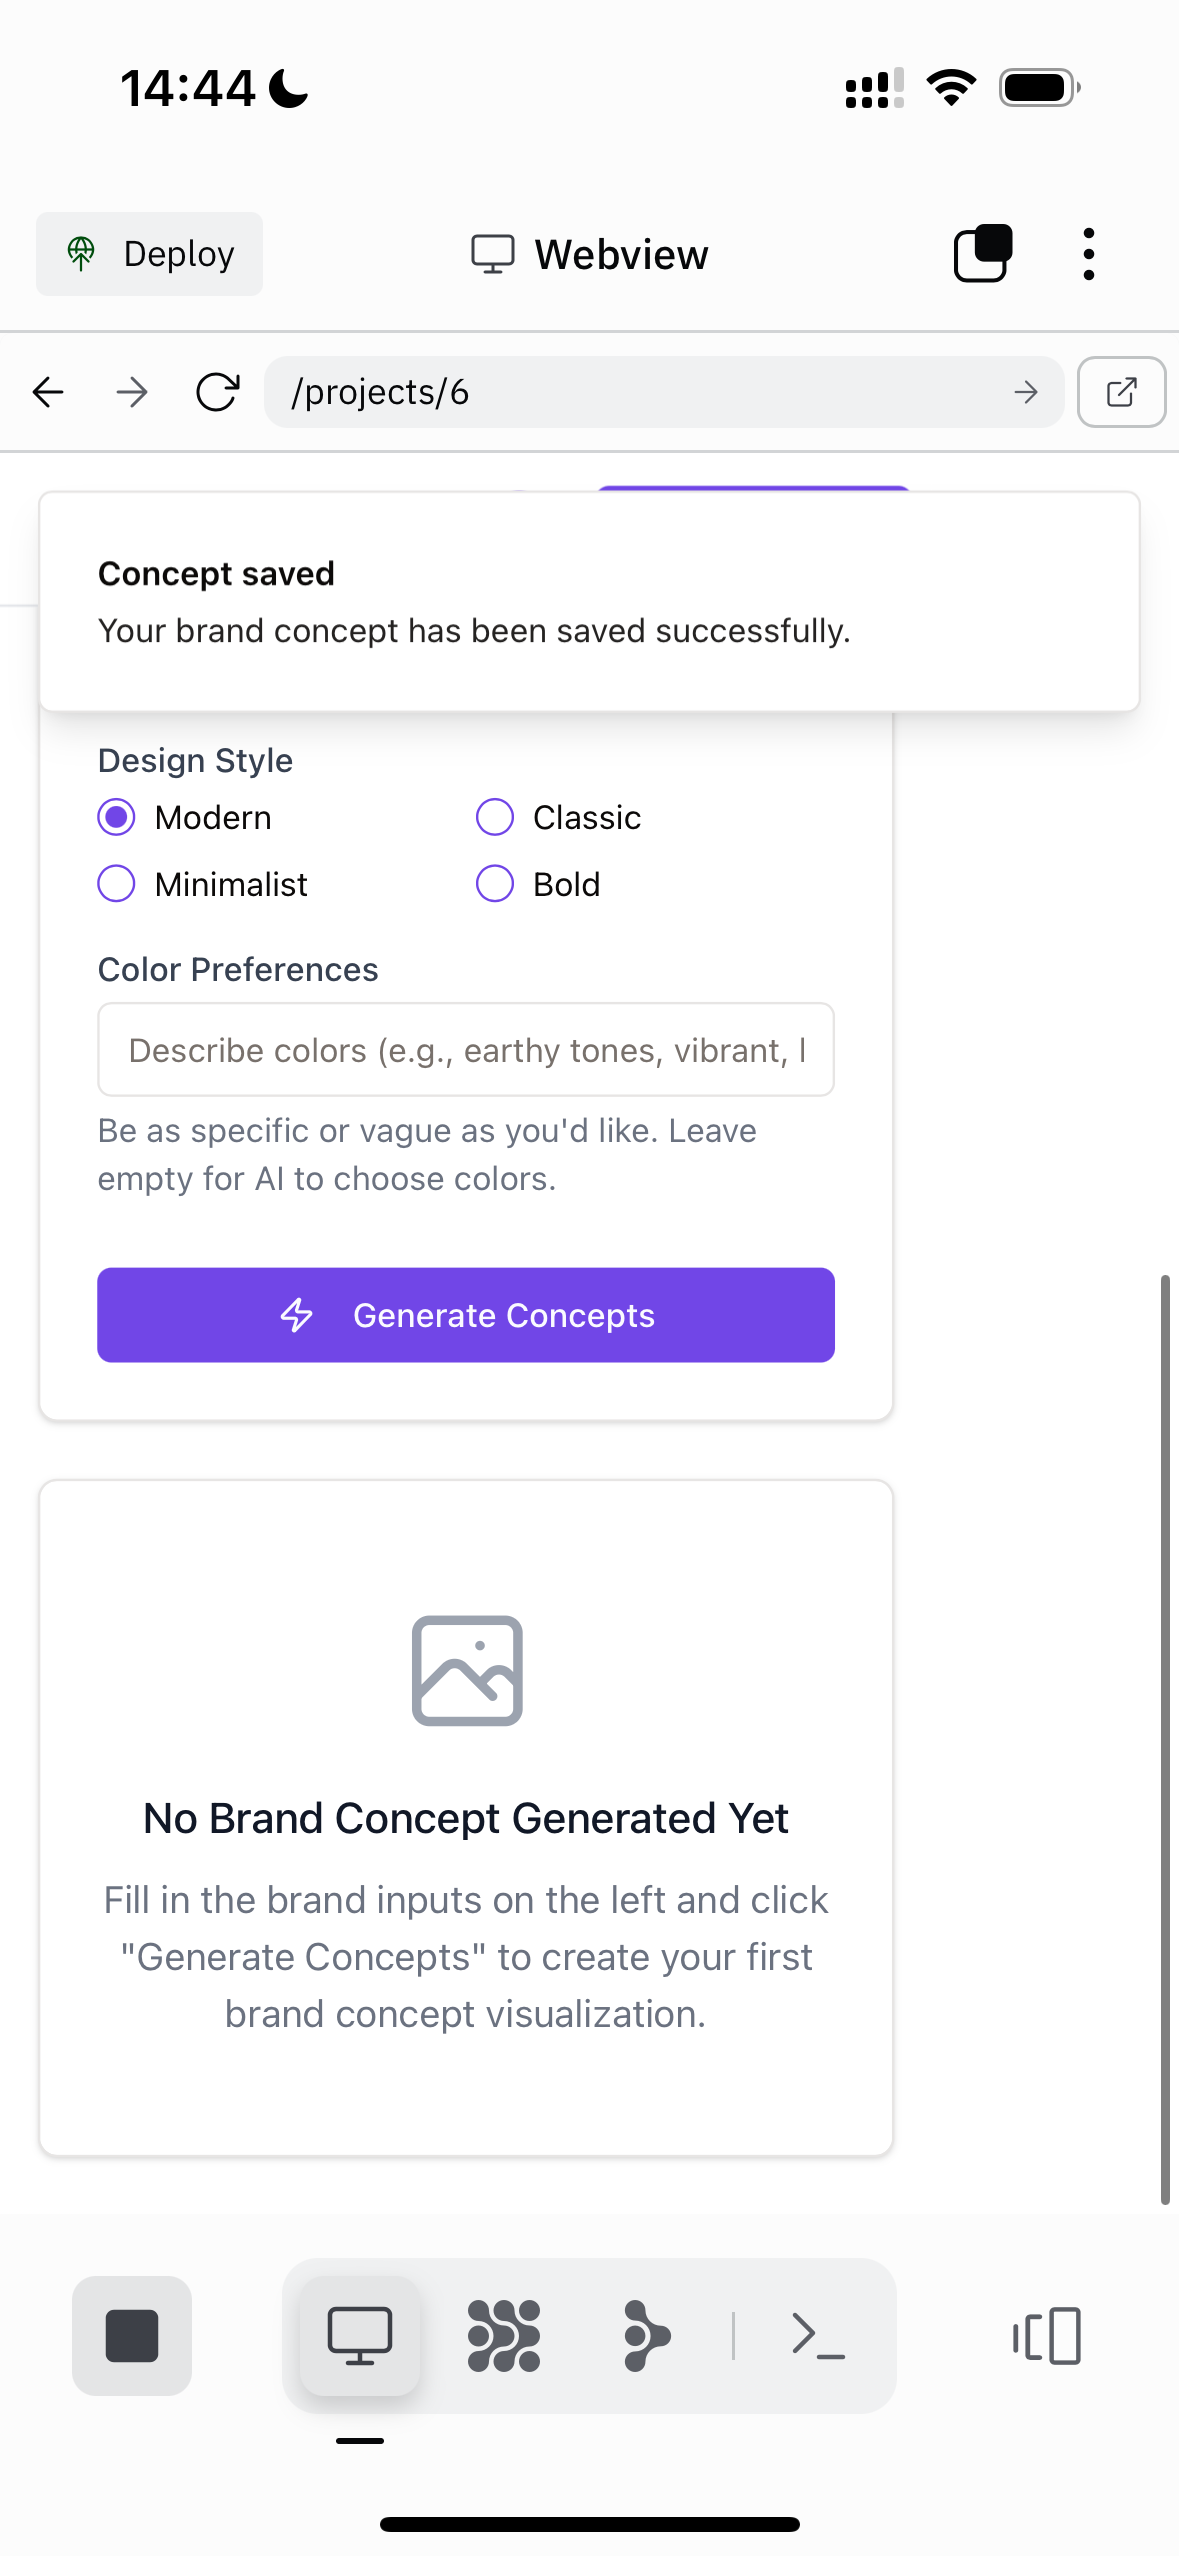 14:44
Deploy
Webview
/projects/6
Concept saved
Your brand concept has been saved successfully.
Design Style
Modern
Classic
Minimalist
Bold
Color Preferences
Describe colors (e.g., earthy tones, vibrant, l
Be as specific or vague as you'd like. Leave
empty for AI to choose colors.
Generate Concepts
No Brand Concept Generated Yet
Fill in the brand inputs on the left and click
"Generate Concepts" to create your first
brand concept visualization.